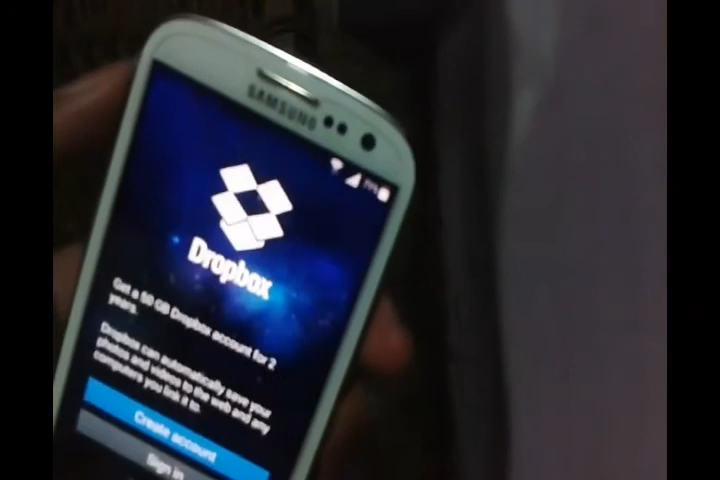 SAMSUNG
79%
Dropbox
Get a 50 GB Dropbox account for 2
years.
Dropbox can automatically save your
photos and videos to the web and any
computers you link it to.
Create account
Sign in